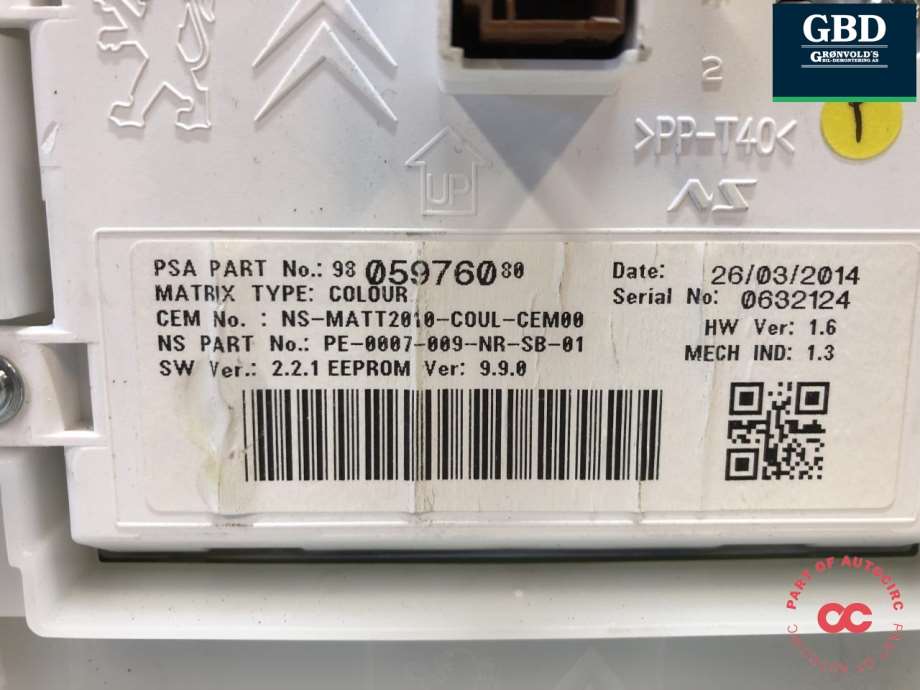 GBD
GRØNVOLD'S
BIL-DEMONTERING AS
2
>PP-T40<
UP
PSA PART No.: 98 059760 80
MATRIX TYPE: COLOUR
CEM No. : NS-MATT2010-COUL-CEM00
NS PART No.: PE-0007-009-NR-SB-01
SW Ver.: 2.2.1 EEPROM Ver: 9.9.0
Date: 26/03/2014
Serial No: 0632124
HW Ver: 1.6
MECH IND: 1.3
PART OF AUTOCIRC
PART OF AUTOCIRC